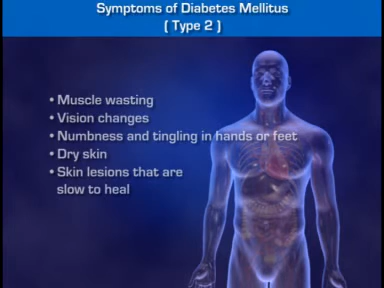 Symptoms of Diabetes Mellitus
( Type 2 )
• Muscle wasting
• Vision changes
• Numbness and tingling in hands or feet
• Dry skin
• Skin lesions that are
slow to heal